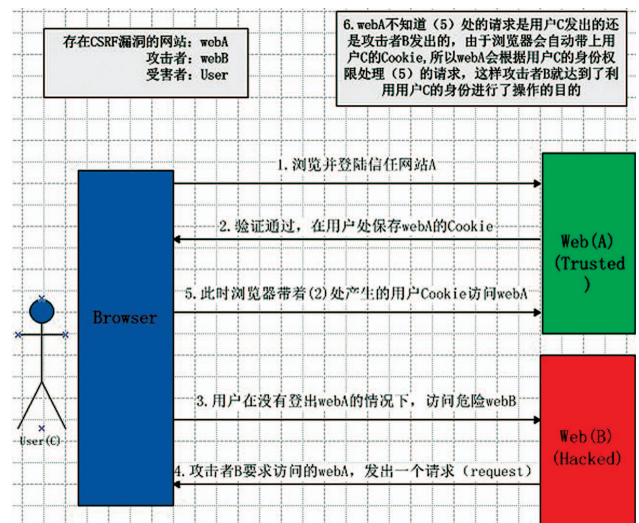 存在CSRF漏洞的网站：webA
攻击者：webB
受害者：User
6.webA不知道（5）处的请求是用户C发出的还
是攻击者B发出的，由于浏览器会自动带上用
户C的Cookie,所以webA会根据用户C的身份权
限处理（5）的请求，这样攻击者B就达到了利
用用户C的身份进行了操作的目的
1.浏览并登陆信任网站A
2.验证通过，在用户处保存webA的Cookie
Web(A)
(Trusted
)
5.此时浏览器带着(2)处产生的用户Cookie访问webA
Browser
3.用户在没有登出webA的情况下，访问危险webB
User(C)
Web(B)
(Hacked)
4.攻击者B要求访问的webA，发出一个请求（request）